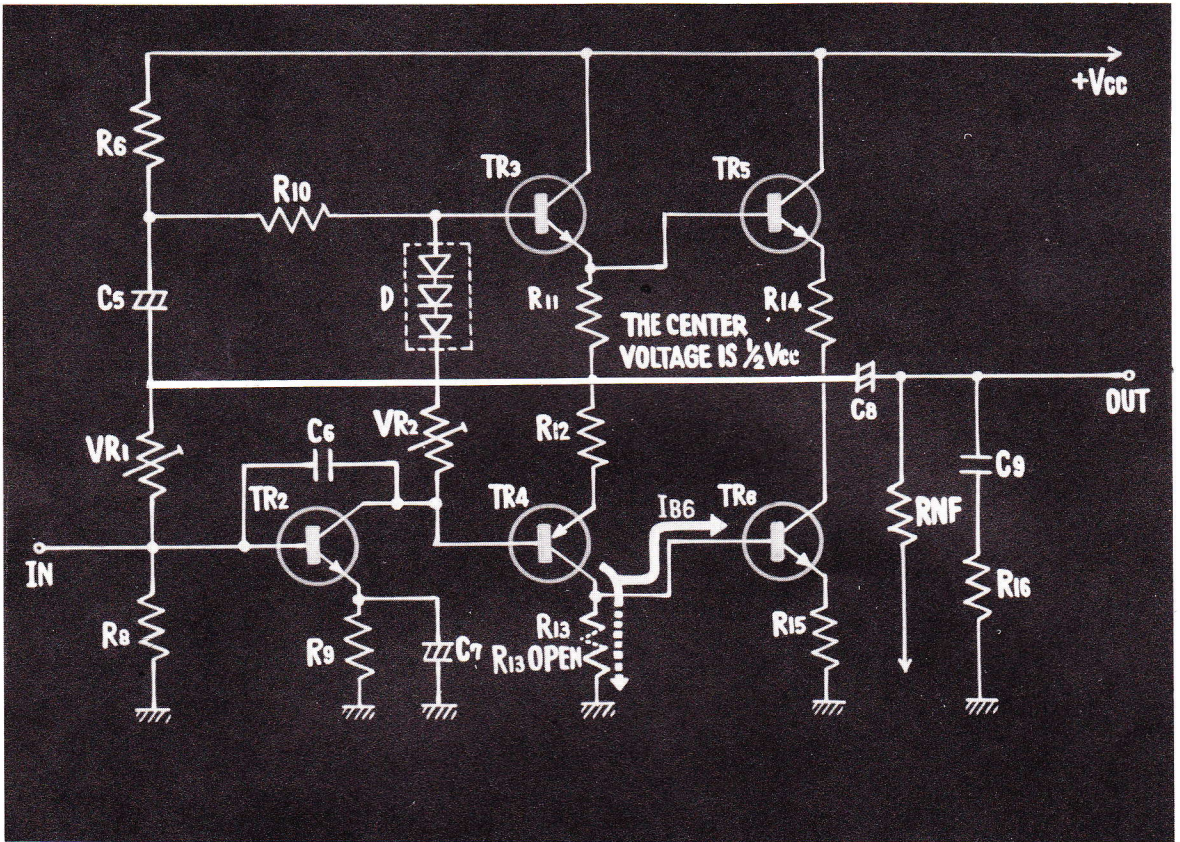 +Vcc
R6
R10
TR3
TR5
C5
D
R11
R14
THE CENTER
VOLTAGE IS ½Vcc
C8
OUT
VR1
C6
VR2
R12
C9
TR2
TR4
IB6
TR6
RNF
IN
R16
R8
R9
C7
R13
R13 OPEN
R15